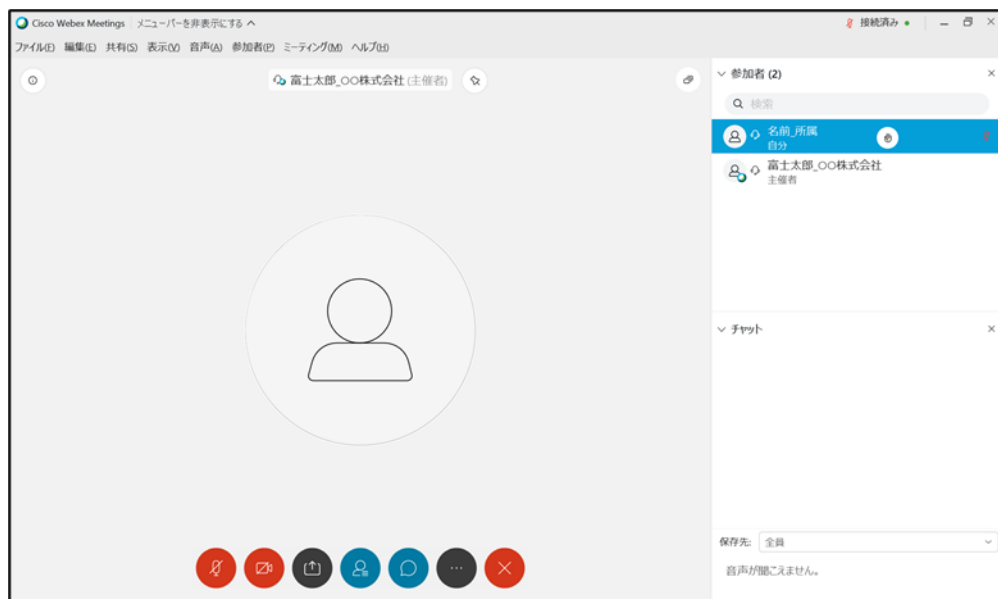 Cisco Webex Meetings メニューバーを非表示にする
接続済み
ファイル(F) 編集(E) 共有(S) 表示(V) 音声(A) 参加者(P) ミーティング(M) ヘルプ(H)
富士太郎_○○株式会社 (主催者)
参加者 (2)
検索
名前_所属
自分
富士太郎_○○株式会社
主催者
チャット
保存先: 全員
音声が聞こえません。